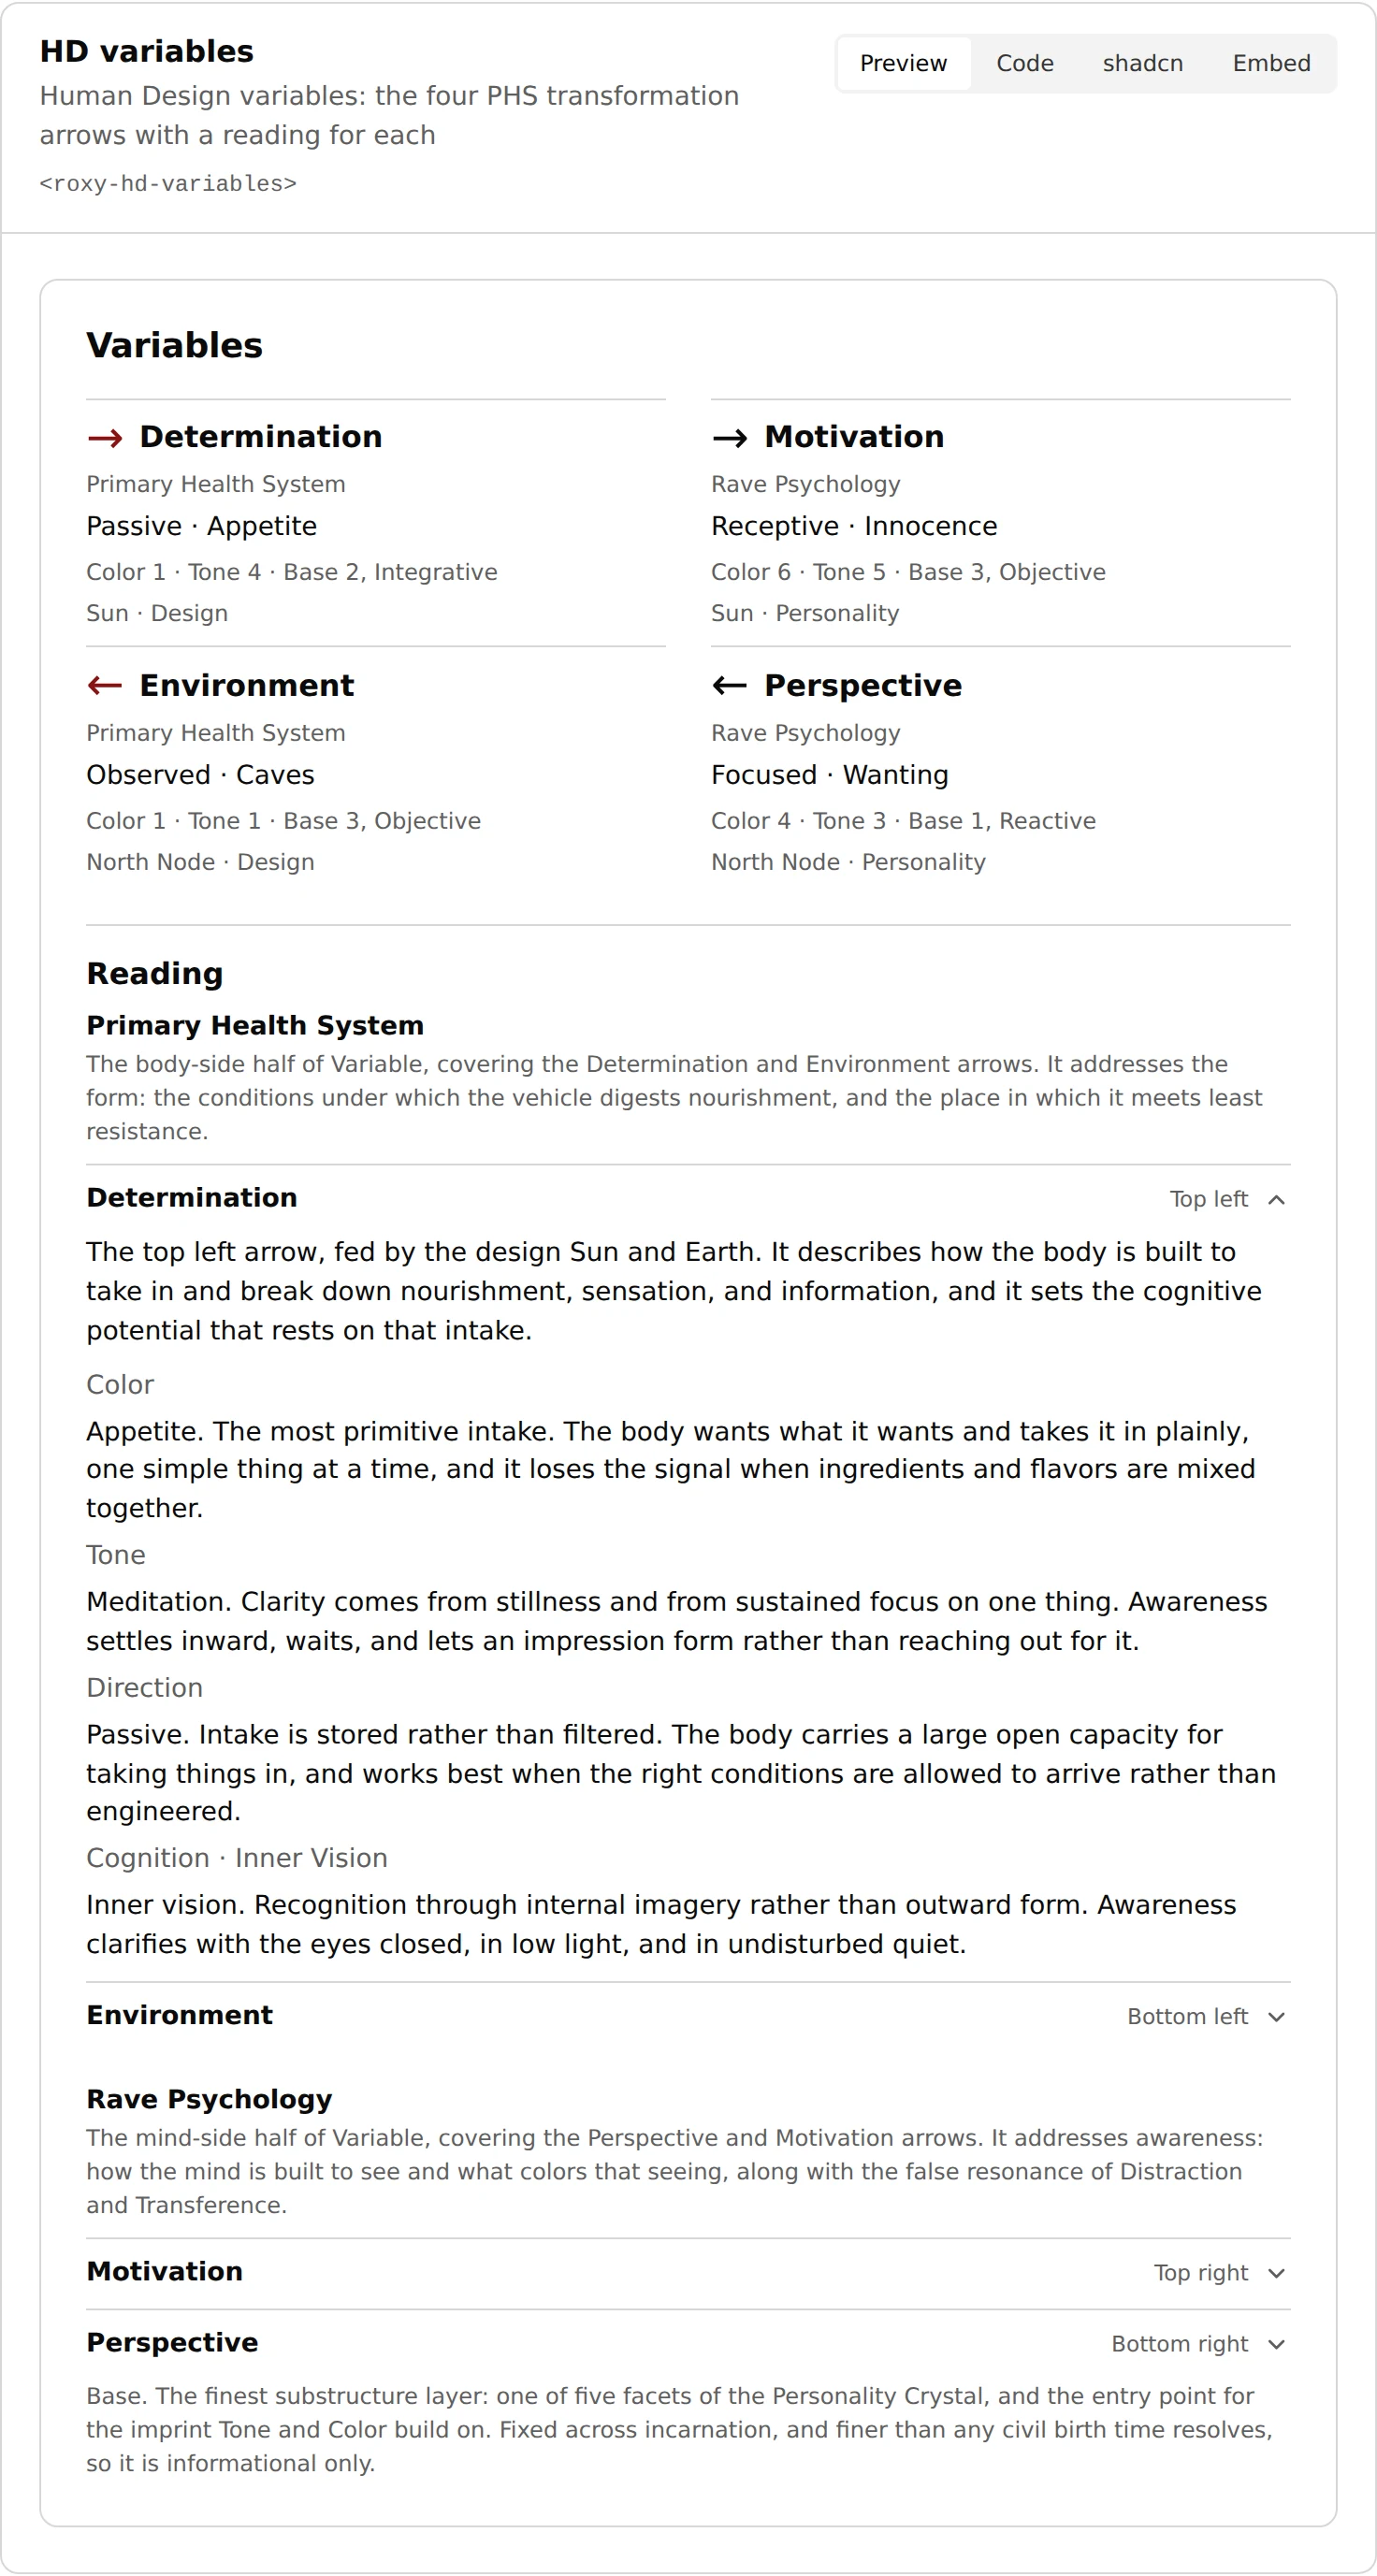 HD variables
Preview Code shadcn Embed
Human Design variables: the four PHS transformation
arrows with a reading for each
<roxy-hd-variables>
Variables
→ Determination
Primary Health System
Passive · Appetite
Color 1 · Tone 4 · Base 2, Integrative
Sun · Design
→ Motivation
Rave Psychology
Receptive · Innocence
Color 6 · Tone 5 · Base 3, Objective
Sun · Personality
← Environment
Primary Health System
Observed · Caves
Color 1 · Tone 1 · Base 3, Objective
North Node · Design
← Perspective
Rave Psychology
Focused · Wanting
Color 4 · Tone 3 · Base 1, Reactive
North Node · Personality
Reading
Primary Health System
The body-side half of Variable, covering the Determination and Environment arrows. It addresses the
form: the conditions under which the vehicle digests nourishment, and the place in which it meets least
resistance.
Determination Top left
The top left arrow, fed by the design Sun and Earth. It describes how the body is built to
take in and break down nourishment, sensation, and information, and it sets the cognitive
potential that rests on that intake.
Color
Appetite. The most primitive intake. The body wants what it wants and takes it in plainly,
one simple thing at a time, and it loses the signal when ingredients and flavors are mixed
together.
Tone
Meditation. Clarity comes from stillness and from sustained focus on one thing. Awareness
settles inward, waits, and lets an impression form rather than reaching out for it.
Direction
Passive. Intake is stored rather than filtered. The body carries a large open capacity for
taking things in, and works best when the right conditions are allowed to arrive rather than
engineered.
Cognition · Inner Vision
Inner vision. Recognition through internal imagery rather than outward form. Awareness
clarifies with the eyes closed, in low light, and in undisturbed quiet.
Environment Bottom left
Rave Psychology
The mind-side half of Variable, covering the Perspective and Motivation arrows. It addresses awareness:
how the mind is built to see and what colors that seeing, along with the false resonance of Distraction
and Transference.
Motivation Top right
Perspective Bottom right
Base. The finest substructure layer: one of five facets of the Personality Crystal, and the entry point for
the imprint Tone and Color build on. Fixed across incarnation, and finer than any civil birth time resolves,
so it is informational only.